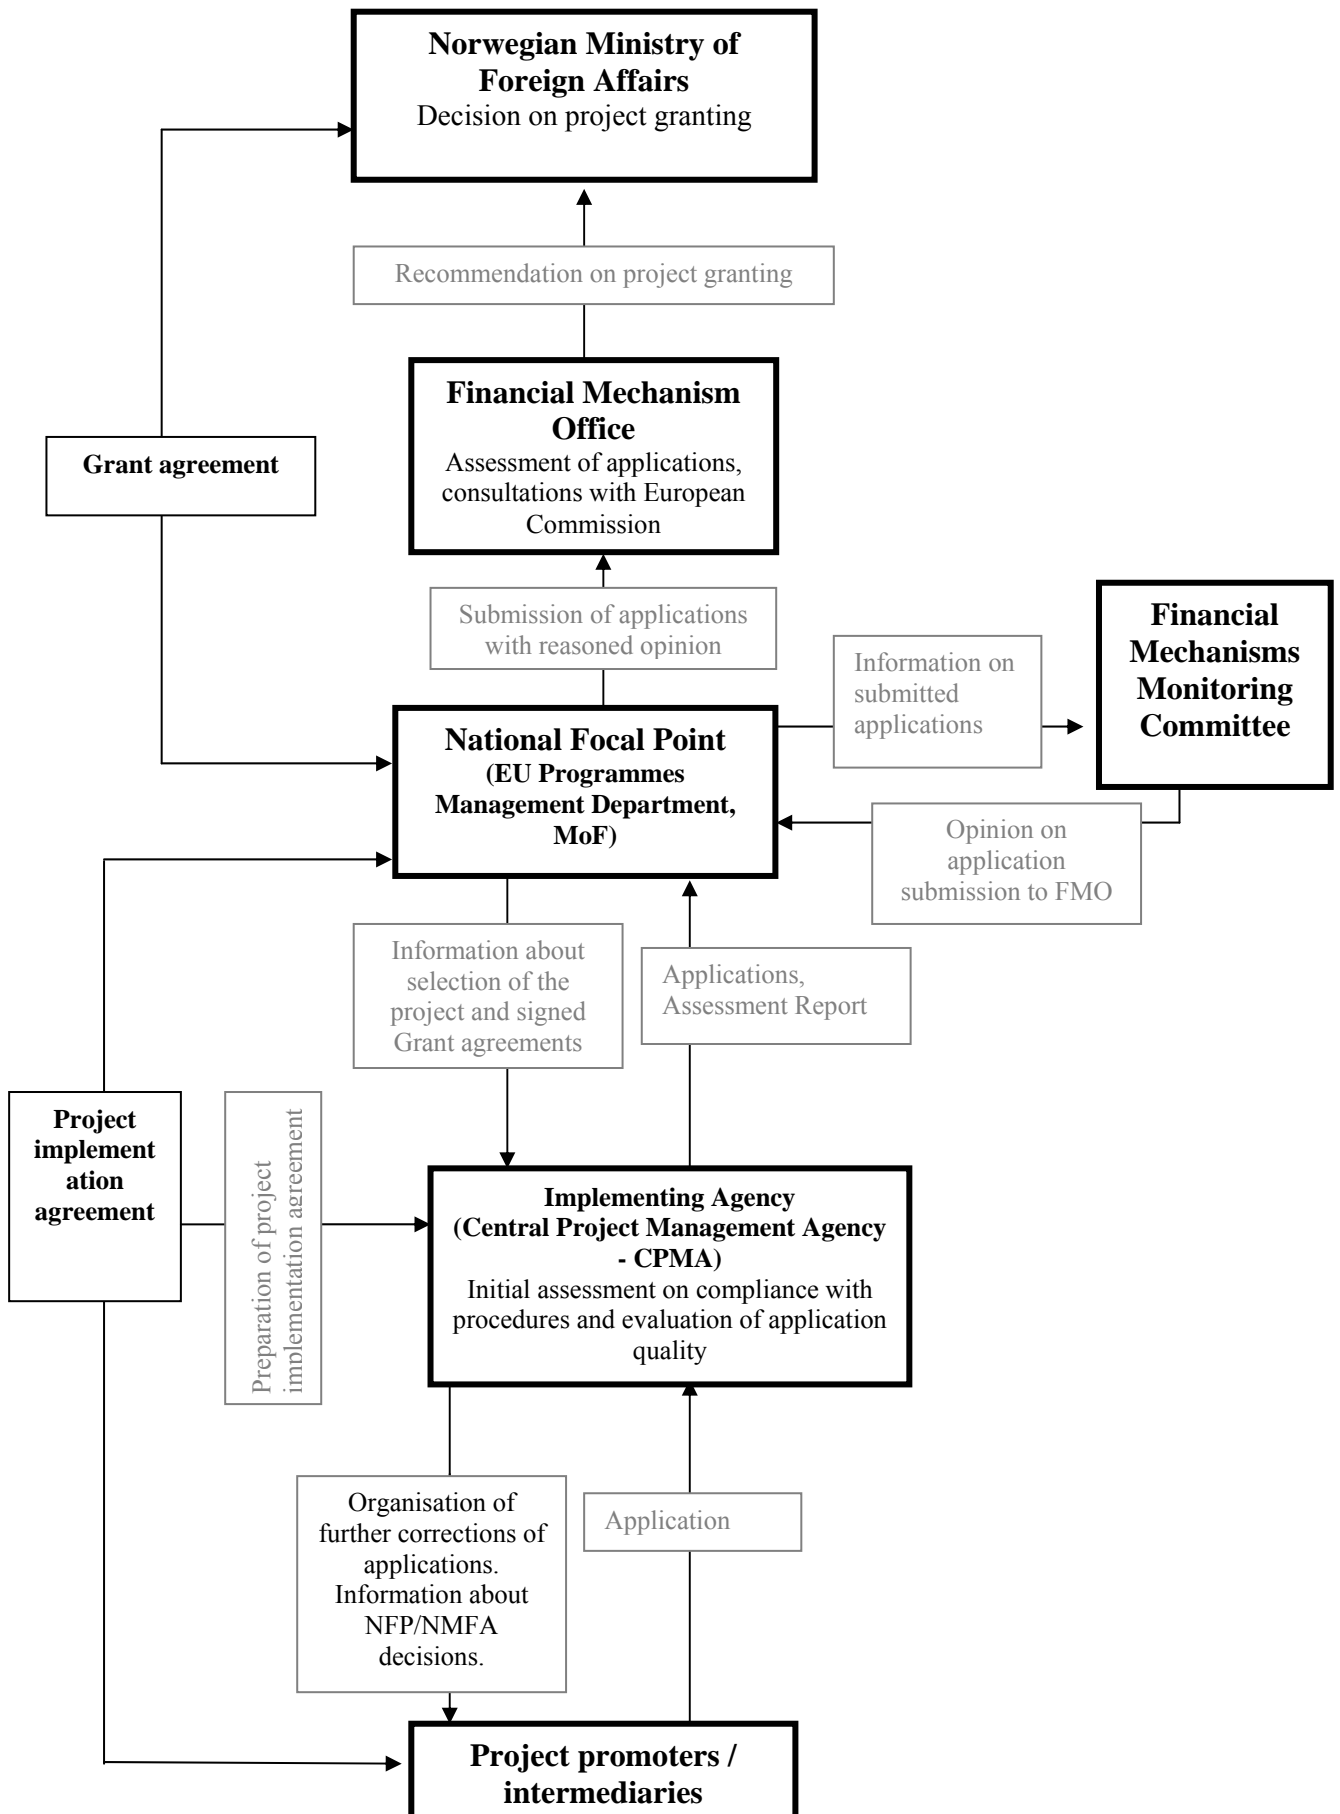 Norwegian Ministry of
Foreign Affairs
Decision on project granting
Recommendation on project granting
Financial Mechanism
Office
Assessment of applications,
consultations with European
Commission
Grant agreement
Submission of applications
with reasoned opinion
Information on
submitted
applications
Financial
Mechanisms
Monitoring
Committee
National Focal Point
(EU Programmes
Management Department,
MoF)
Opinion on
application
submission to FMO
Information about
selection of the
project and signed
Grant agreements
Applications,
Assessment Report
Project
implement
ation
agreement
Preparation of project
implementation agreement
Implementing Agency
(Central Project Management Agency
- CPMA)
Initial assessment on compliance with
procedures and evaluation of application
quality
Organisation of
further corrections of
applications.
Information about
NFP/NMFA
decisions.
Application
Project promoters /
intermediaries